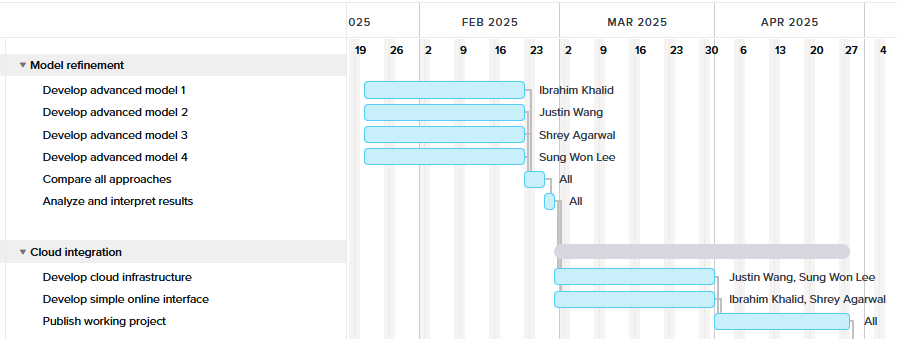 025 FEB 2025 MAR 2025 APR 2025
19 26 2 9 16 23 2 9 16 23 30 6 13 20 27 4
Model refinement
Develop advanced model 1 Ibrahim Khalid
Develop advanced model 2 Justin Wang
Develop advanced model 3 Shrey Agarwal
Develop advanced model 4 Sung Won Lee
Compare all approaches All
Analyze and interpret results All
Cloud integration
Develop cloud infrastructure Justin Wang, Sung Won Lee
Develop simple online interface Ibrahim Khalid, Shrey Agarwal
Publish working project All